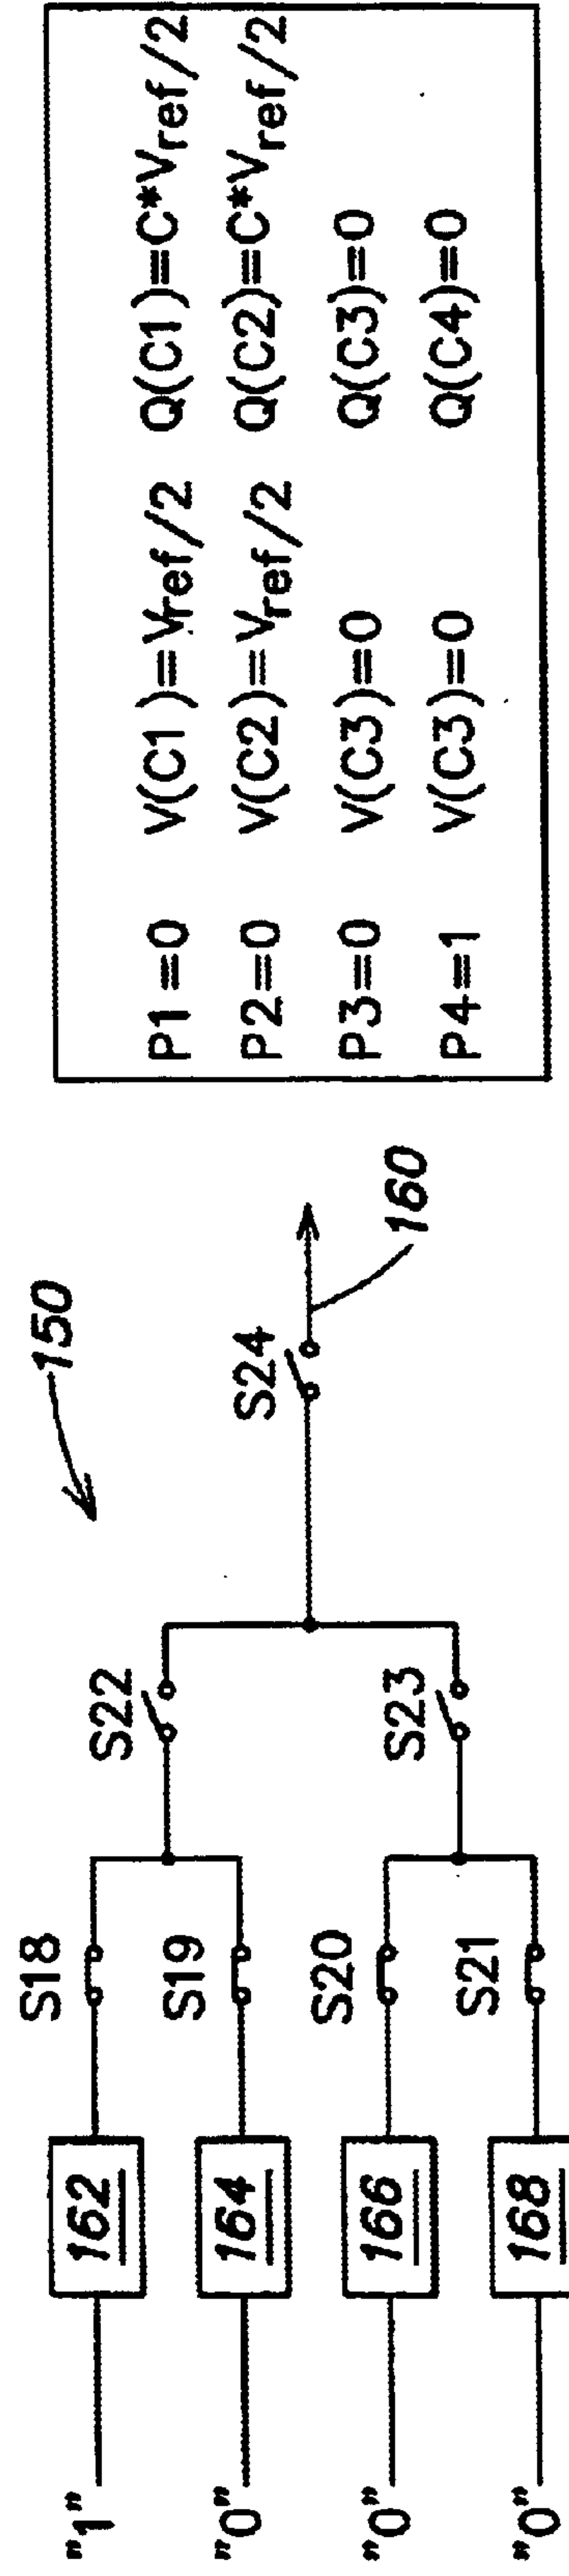 150
"1" 162 S18
S22
"0" 164 S19
S24
160
"0" 166 S20
S23
"0" 168 S21
P1=0 V(C1)=Vref/2 Q(C1)=C*Vref/2
P2=0 V(C2)=Vref/2 Q(C2)=C*Vref/2
P3=0 V(C3)=0 Q(C3)=0
P4=1 V(C3)=0 Q(C4)=0